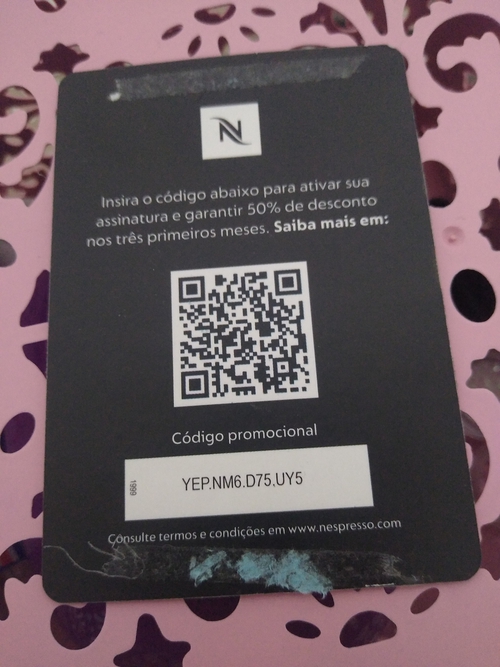 N
Insira o código abaixo para ativar sua
assinatura e garantir 50% de desconto
nos três primeiros meses. Saiba mais em:
Código promocional
1999
YEP.NM6.D75.UY5
Consulte termos e condições em www.nespresso.com